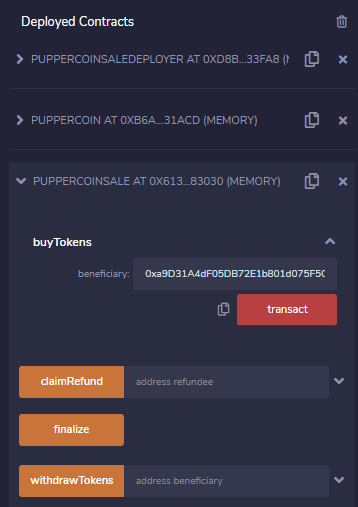 Deployed Contracts
PUPPERCOINSALEDEPLOYER AT 0XD8B...33FA8 (M
PUPPERCOIN AT 0XB6A...31ACD (MEMORY)
PUPPERCOINSALE AT 0X613...83030 (MEMORY)
buyTokens
beneficiary: 0xa9D31A4dF05DB72E1b801d075F5C
transact
claimRefund address refundee
finalize
withdrawTokens address beneficiary